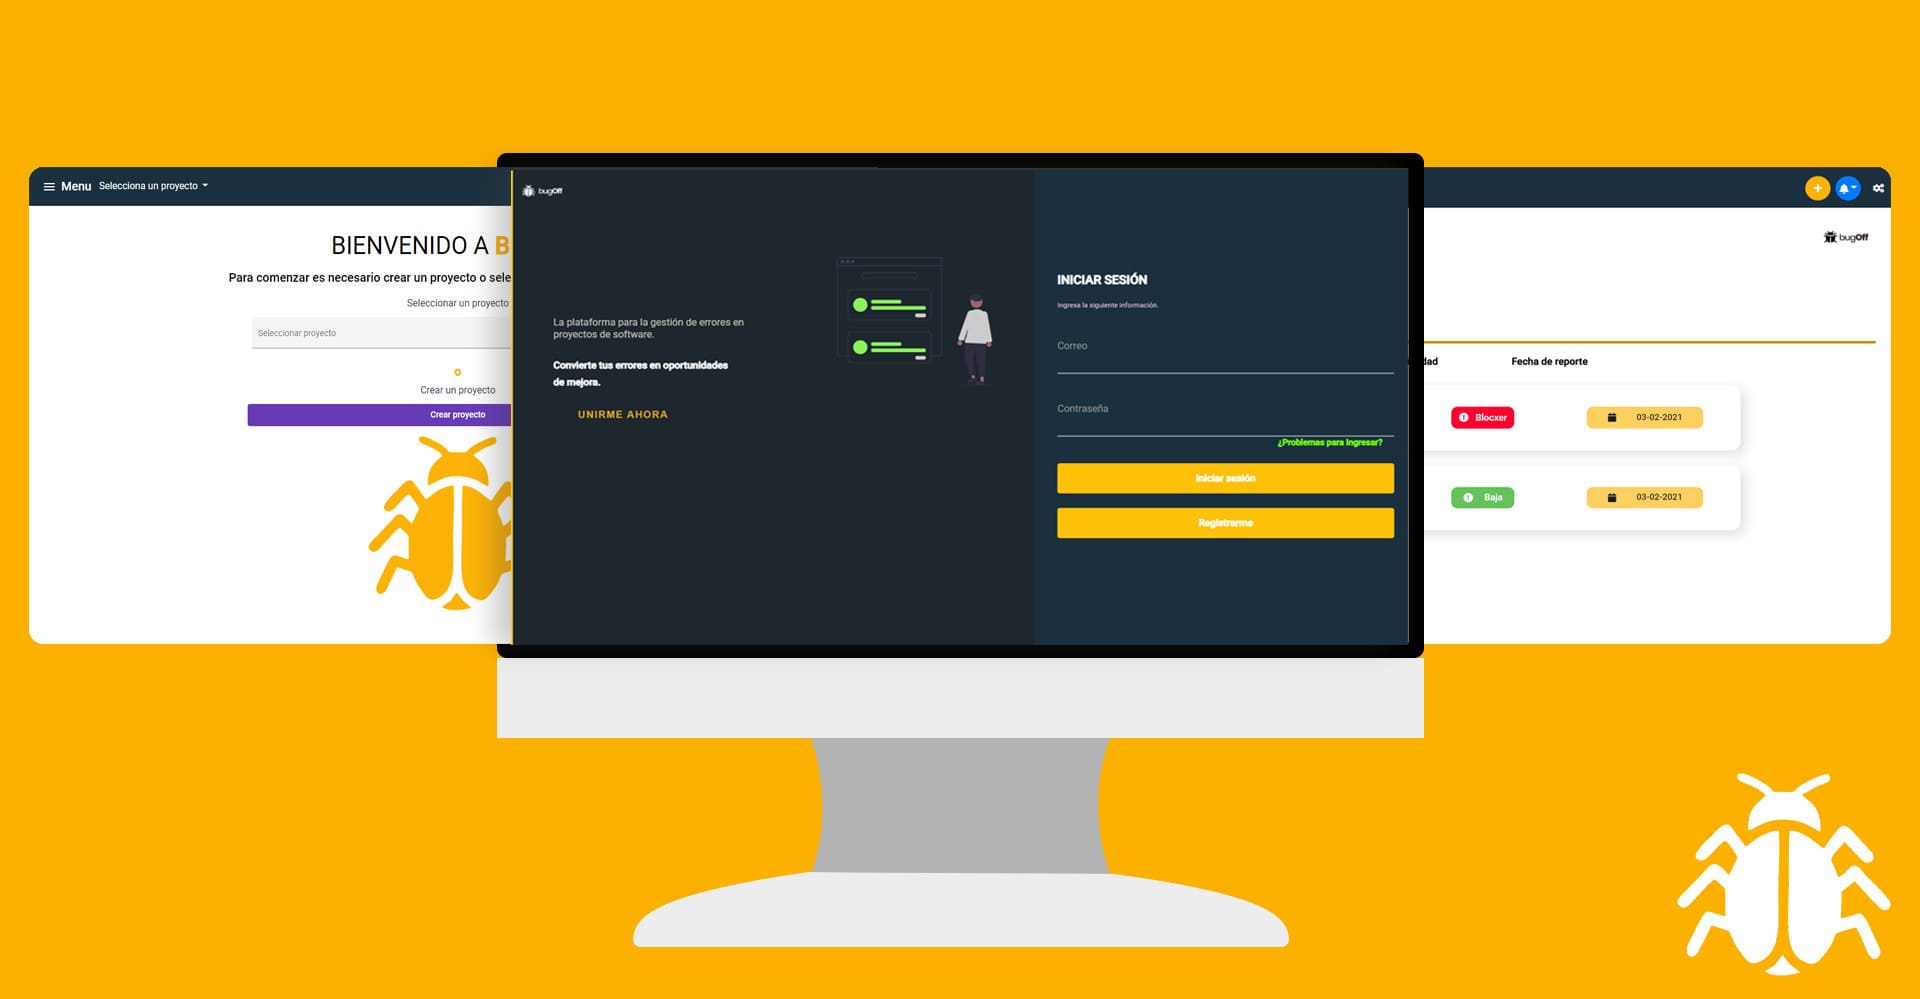 Menu Selecciona un proyecto
BIENVENIDO A B
Para comenzar es necesario crear un proyecto o sele
Seleccionar un proyecto
Seleccionar proyecto
o
Crear un proyecto
Crear proyecto
bugOff
La plataforma para la gestión de errores en
proyectos de software.
Convierte tus errores en oportunidades
de mejora.
UNIRME AHORA
INICIAR SESIÓN
Ingresa la siguiente información.
Correo
Contraseña
¿Problemas para ingresar?
Iniciar sesión
Registrarme
bugOff
dad
Fecha de reporte
Blocxer
03-02-2021
Baja
03-02-2021